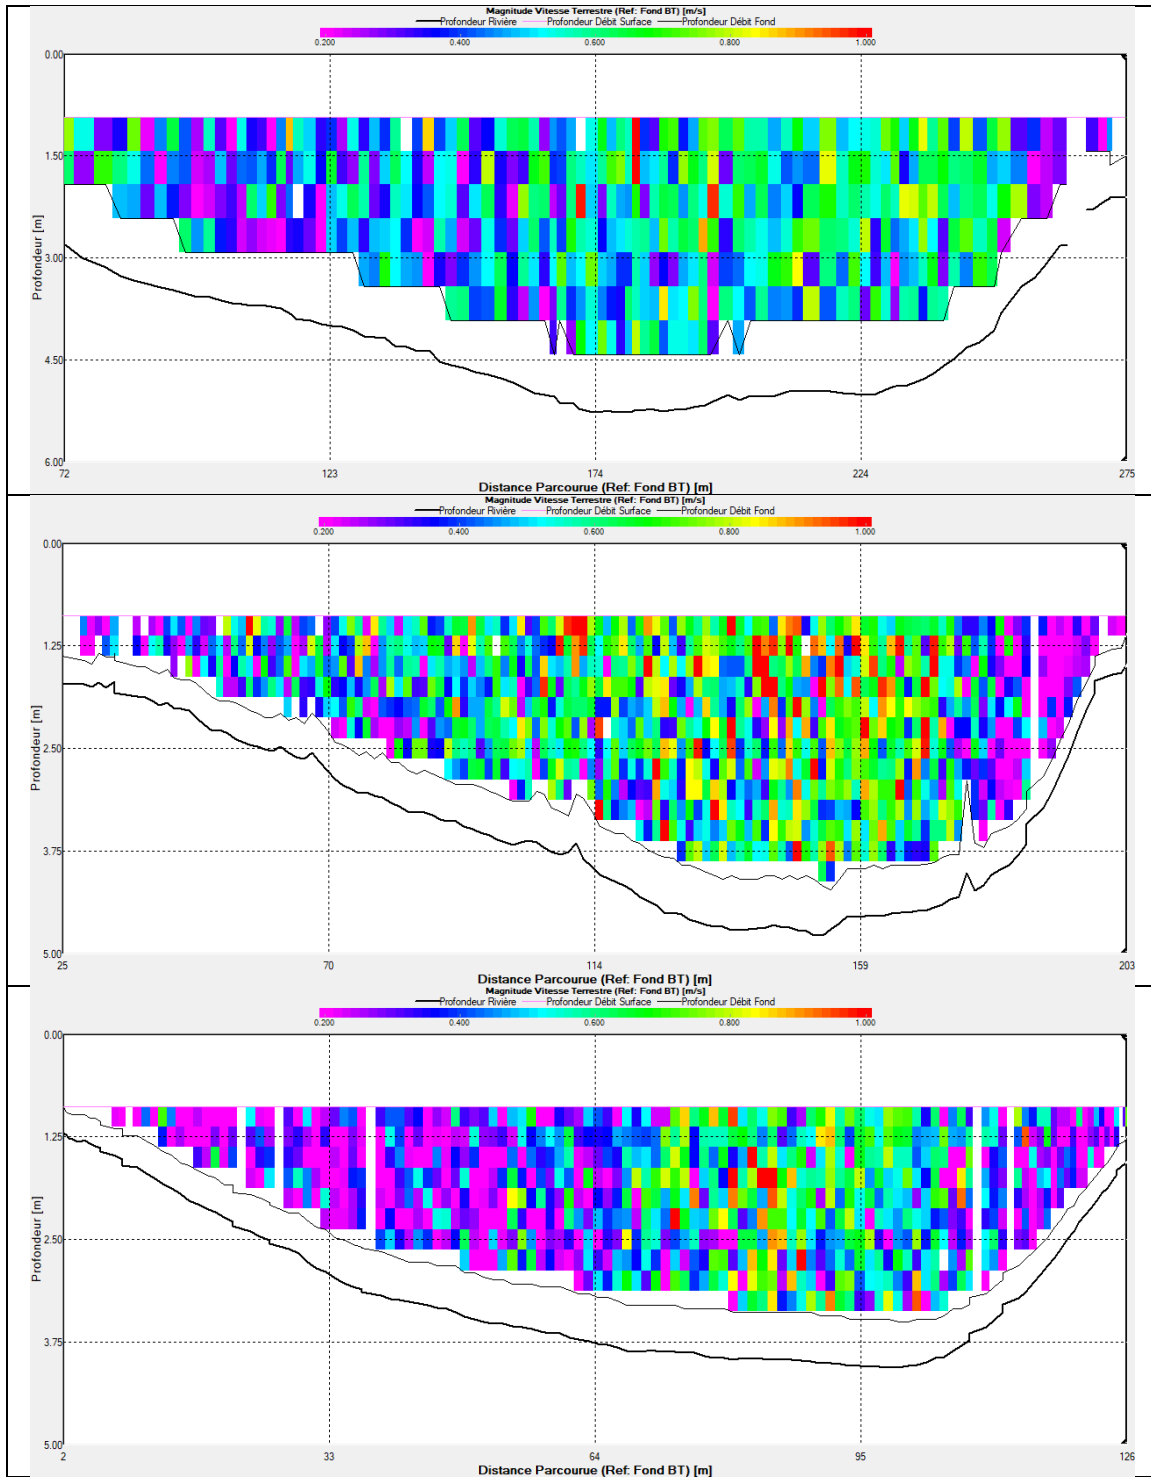 Magnitude Vitesse Terrestre (Ref: Fond BT) [m/s]
Profondeur Rivière Profondeur Débit Surface Profondeur Débit Fond
0.200 0.400 0.600 0.800 1.000
0.00
1.50
3.00
4.50
6.00
Profondeur [m]
72 123 174 224 275
Distance Parcourue (Ref: Fond BT) [m]
Magnitude Vitesse Terrestre (Ref: Fond BT) [m/s]
Profondeur Rivière Profondeur Débit Surface Profondeur Débit Fond
0.200 0.400 0.600 0.800 1.000
0.00
1.25
2.50
3.75
5.00
Profondeur [m]
25 70 114 159 203
Distance Parcourue (Ref: Fond BT) [m]
Magnitude Vitesse Terrestre (Ref: Fond BT) [m/s]
Profondeur Rivière Profondeur Débit Surface Profondeur Débit Fond
0.200 0.400 0.600 0.800 1.000
0.00
1.25
2.50
3.75
5.00
Profondeur [m]
2 33 64 95 126
Distance Parcourue (Ref: Fond BT) [m]